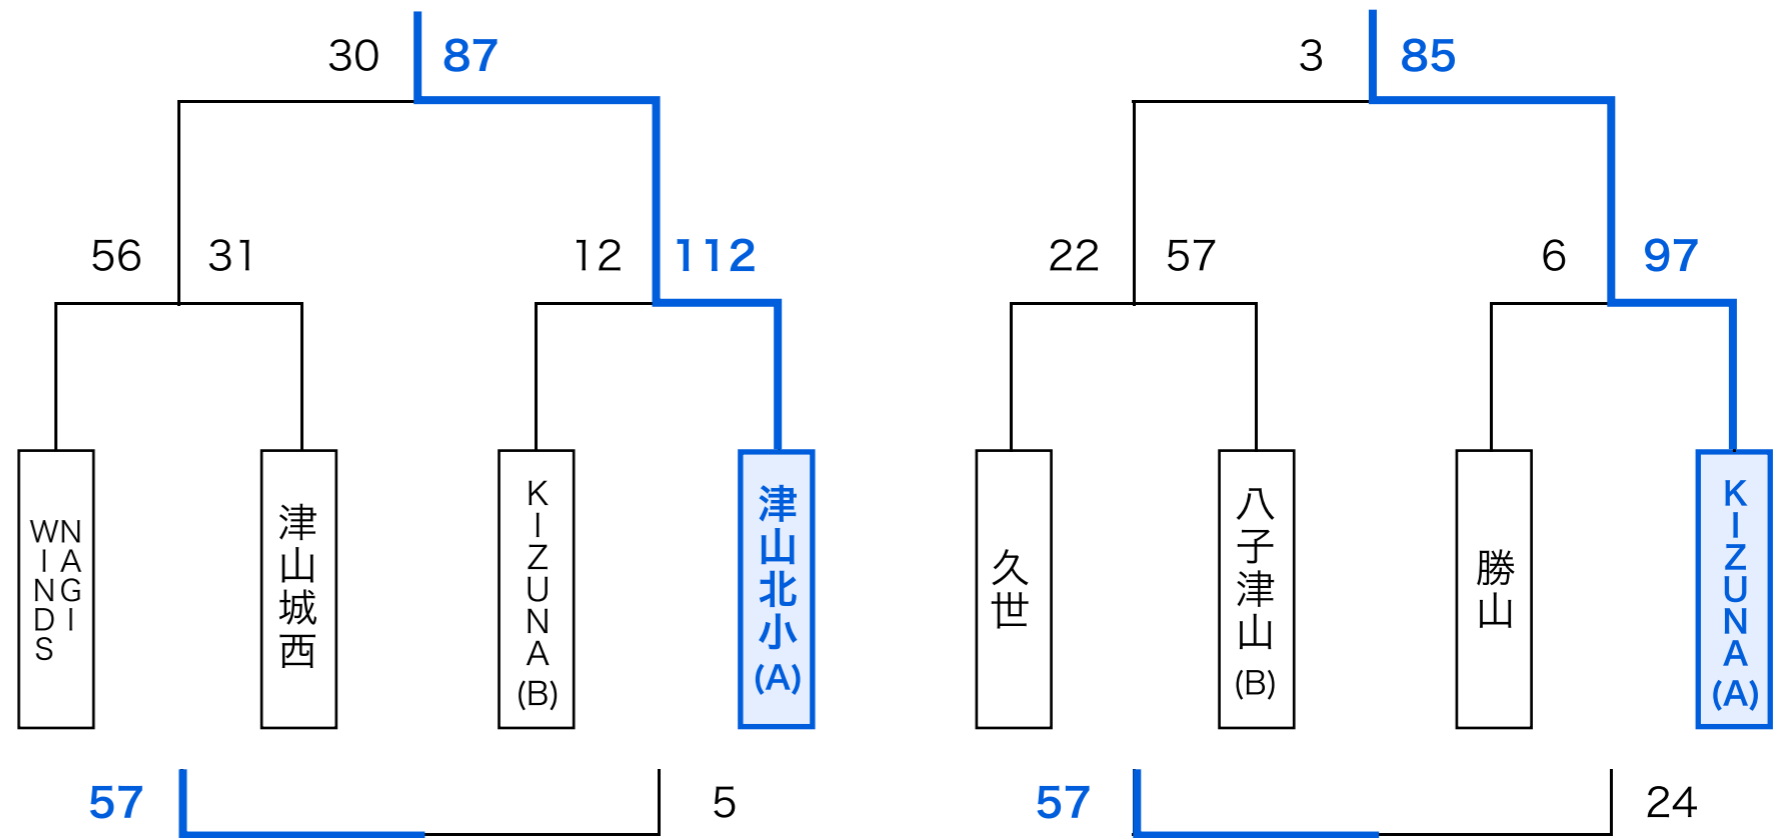 30 87
3 85
56 31
12 112
22 57
6 97
NAGI
WINDS
津山城西
KIZUNA(B)
津山北小(A)
久世
八子津山(B)
勝山
KIZUNA(A)
57 5
57 24